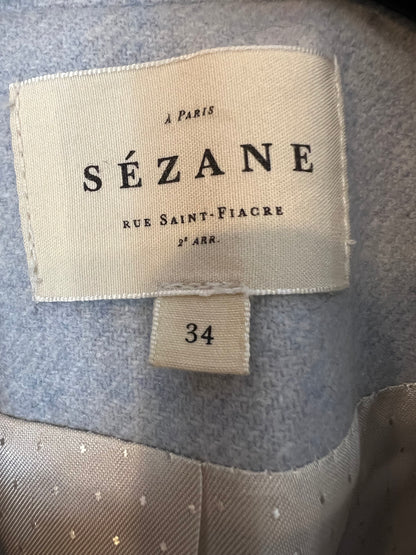 À PARIS
SÉZANE
RUE SAINT-FIACRE
2ᵉ ARR.
34